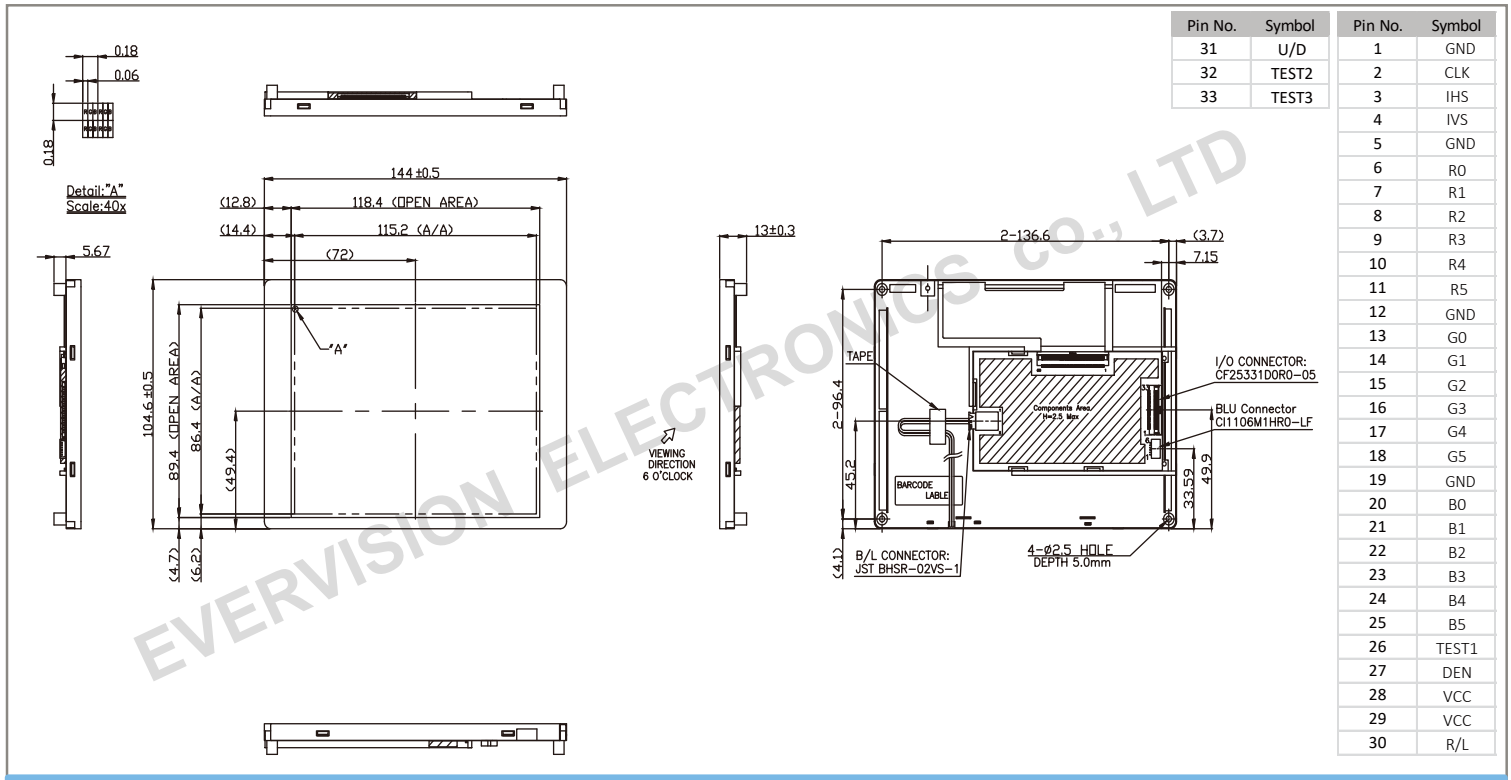 0.18
0.06
0.18
R G B R G B
R G B R G B
Detail:"A"
Scale:40x
144±0.5
(12.8)
118.4 (OPEN AREA)
(14.4)
115.2 (A/A)
(72)
5.67
104.6±0.5
89.4 (OPEN AREA)
86.4 (A/A)
(49.4)
(4.7)
(6.2)
"A"
13±0.3
VIEWING
DIRECTION
6 O'CLOCK
2-136.6
(3.7)
7.15
TAPE
2-96.4
45.2
(4.1)
Components Area
H=2.5 Max
BARCODE
LABLE
I/O CONNECTOR:
CF25331D0R0-05
BLU Connector
CI1106M1HR0-LF
33.59
49.9
B/L CONNECTOR:
JST BHSR-02VS-1
4-Ø2.5 HOLE
DEPTH 5.0mm
EVERVISION ELECTRONICS co., LTD
Pin No. Symbol
31 U/D
32 TEST2
33 TEST3
Pin No. Symbol
1 GND
2 CLK
3 IHS
4 IVS
5 GND
6 R0
7 R1
8 R2
9 R3
10 R4
11 R5
12 GND
13 G0
14 G1
15 G2
16 G3
17 G4
18 G5
19 GND
20 B0
21 B1
22 B2
23 B3
24 B4
25 B5
26 TEST1
27 DEN
28 VCC
29 VCC
30 R/L